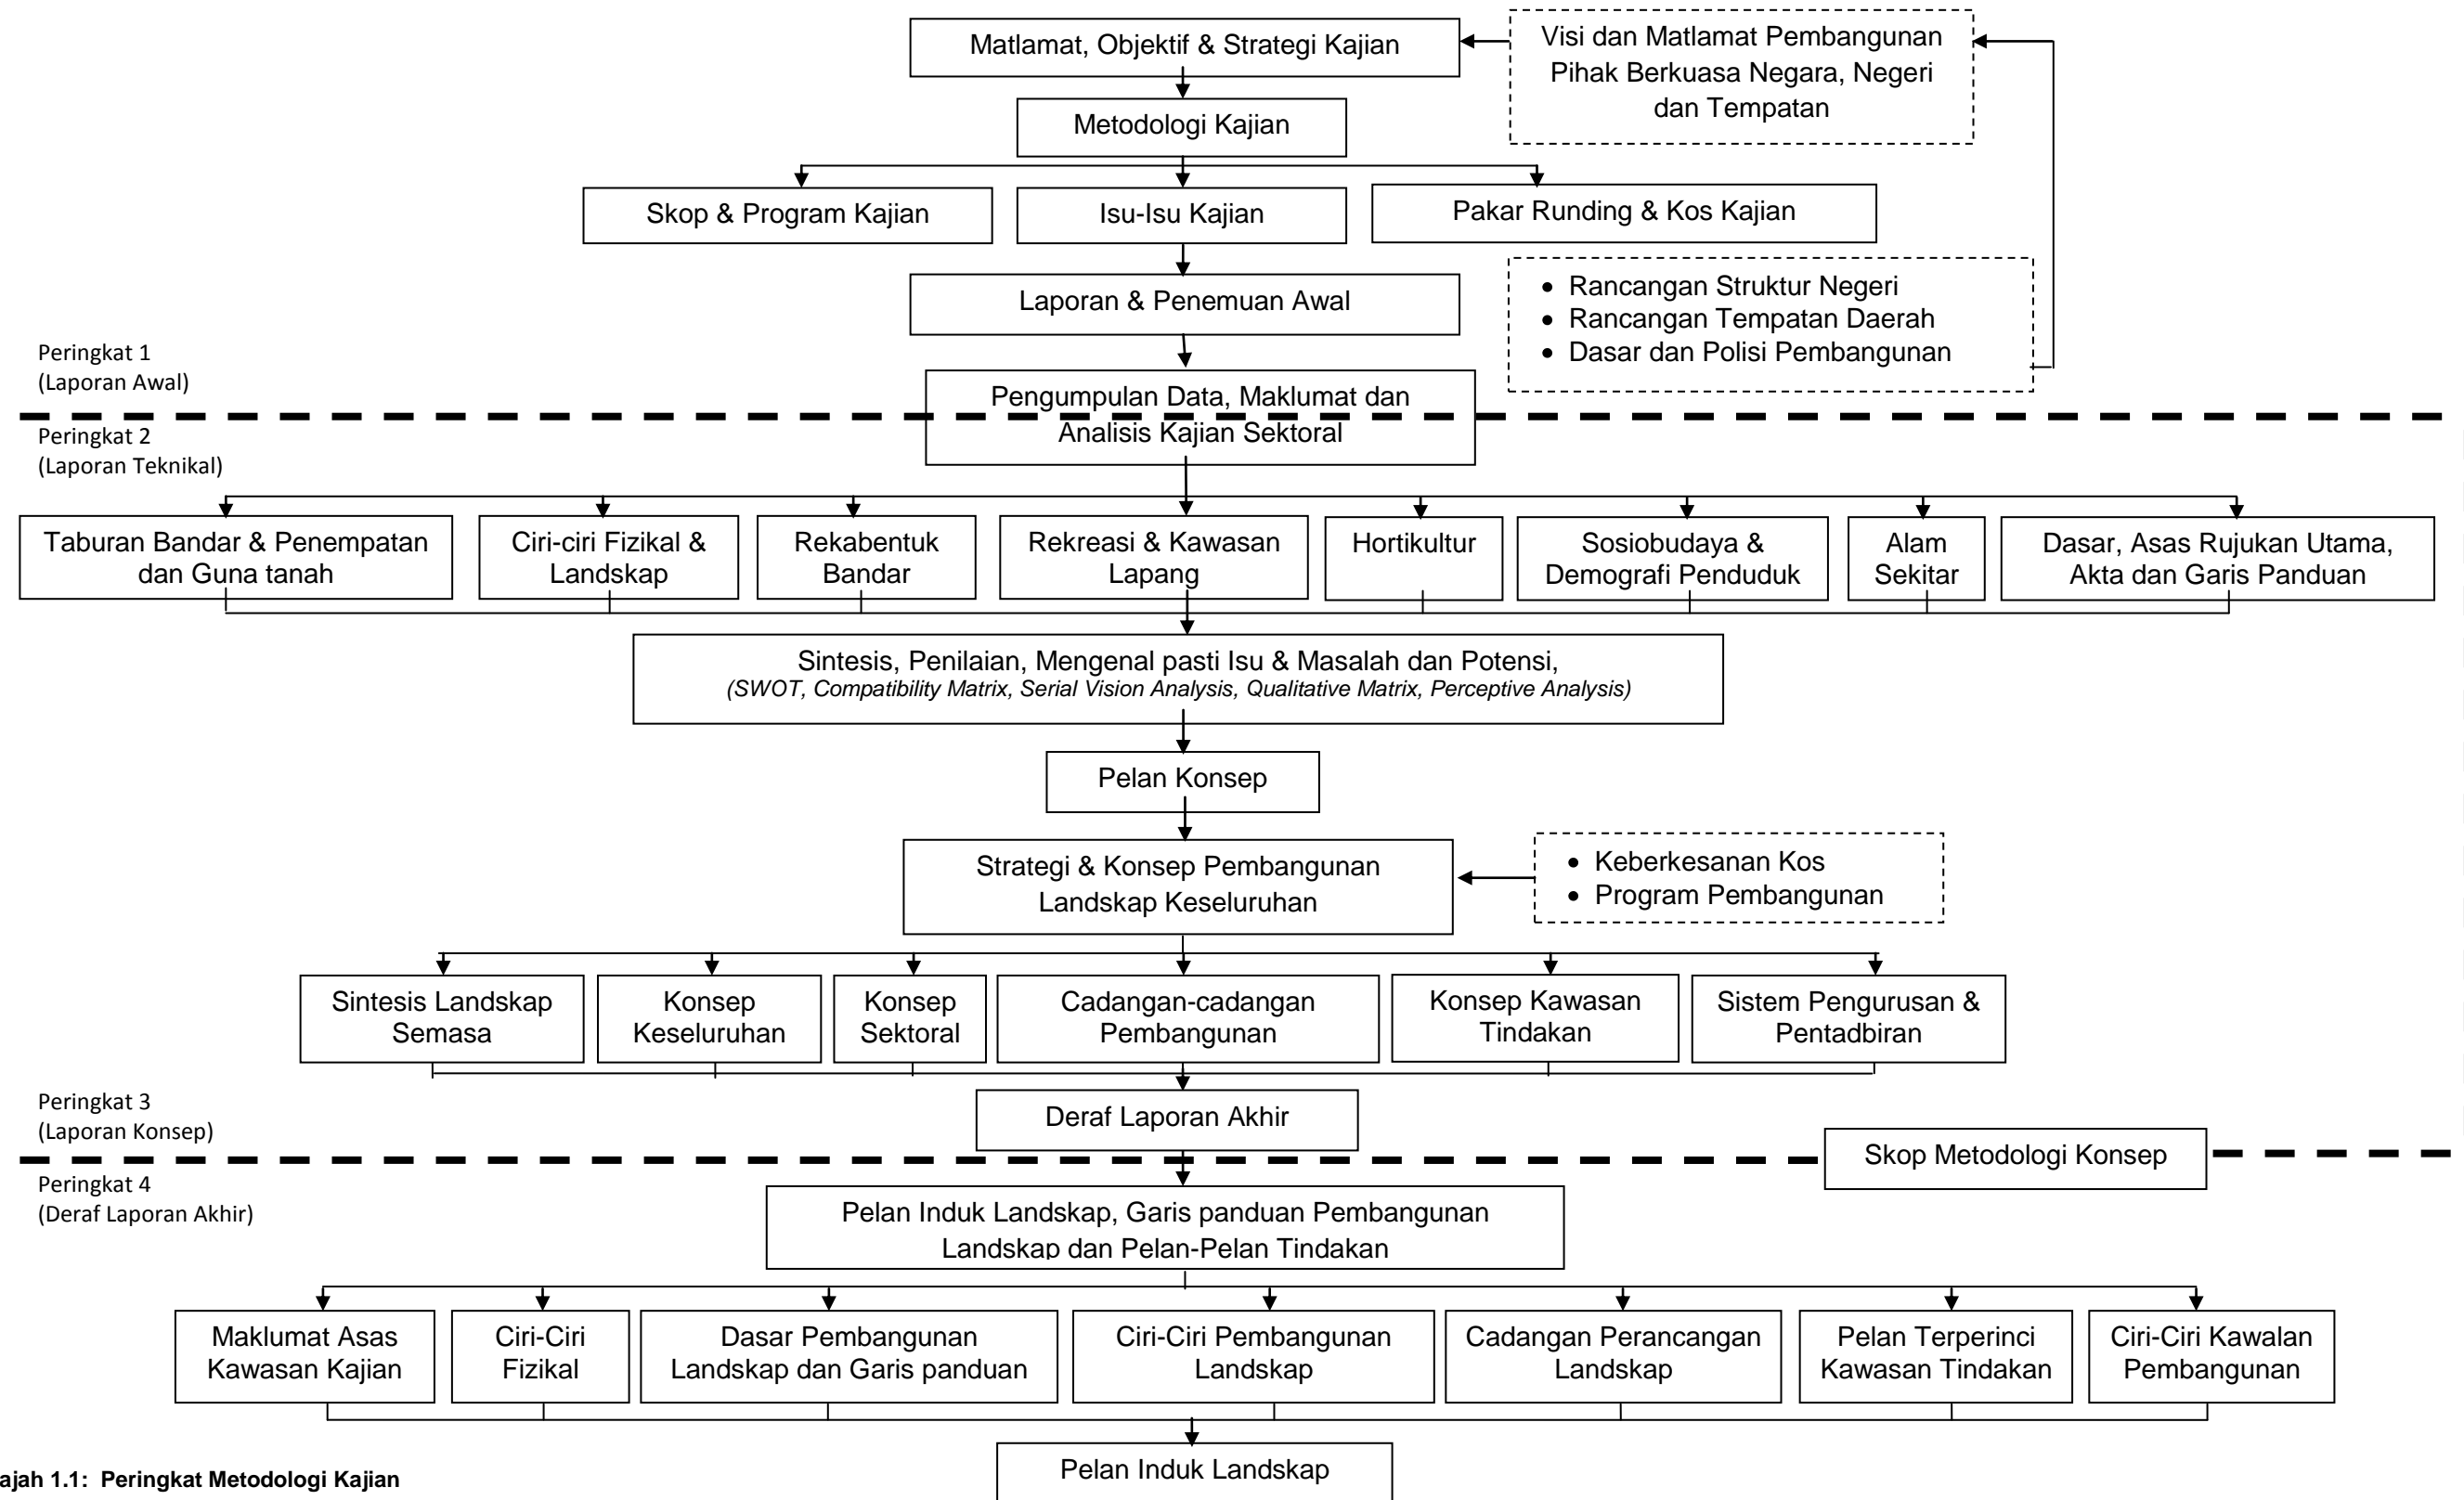 Matlamat, Objektif & Strategi Kajian
Visi dan Matlamat Pembangunan
Pihak Berkuasa Negara, Negeri
dan Tempatan
Metodologi Kajian
Skop & Program Kajian
Isu-Isu Kajian
Pakar Runding & Kos Kajian
Laporan & Penemuan Awal
• Rancangan Struktur Negeri
• Rancangan Tempatan Daerah
• Dasar dan Polisi Pembangunan
Peringkat 1
(Laporan Awal)
Pengumpulan Data, Maklumat dan
Analisis Kajian Sektoral
Peringkat 2
(Laporan Teknikal)
Taburan Bandar & Penempatan
dan Guna tanah
Ciri-ciri Fizikal &
Landskap
Rekabentuk
Bandar
Rekreasi & Kawasan
Lapang
Hortikultur
Sosiobudaya &
Demografi Penduduk
Alam
Sekitar
Dasar, Asas Rujukan Utama,
Akta dan Garis Panduan
Sintesis, Penilaian, Mengenal pasti Isu & Masalah dan Potensi,
(SWOT, Compatibility Matrix, Serial Vision Analysis, Qualitative Matrix, Perceptive Analysis)
Pelan Konsep
Strategi & Konsep Pembangunan
Landskap Keseluruhan
• Keberkesanan Kos
• Program Pembangunan
Sintesis Landskap
Semasa
Konsep
Keseluruhan
Konsep
Sektoral
Cadangan-cadangan
Pembangunan
Konsep Kawasan
Tindakan
Sistem Pengurusan &
Pentadbiran
Peringkat 3
(Laporan Konsep)
Deraf Laporan Akhir
Skop Metodologi Konsep
Peringkat 4
(Deraf Laporan Akhir)
Pelan Induk Landskap, Garis panduan Pembangunan
Landskap dan Pelan-Pelan Tindakan
Maklumat Asas
Kawasan Kajian
Ciri-Ciri
Fizikal
Dasar Pembangunan
Landskap dan Garis panduan
Ciri-Ciri Pembangunan
Landskap
Cadangan Perancangan
Landskap
Pelan Terperinci
Kawasan Tindakan
Ciri-Ciri Kawalan
Pembangunan
Pelan Induk Landskap
ajah 1.1: Peringkat Metodologi Kajian